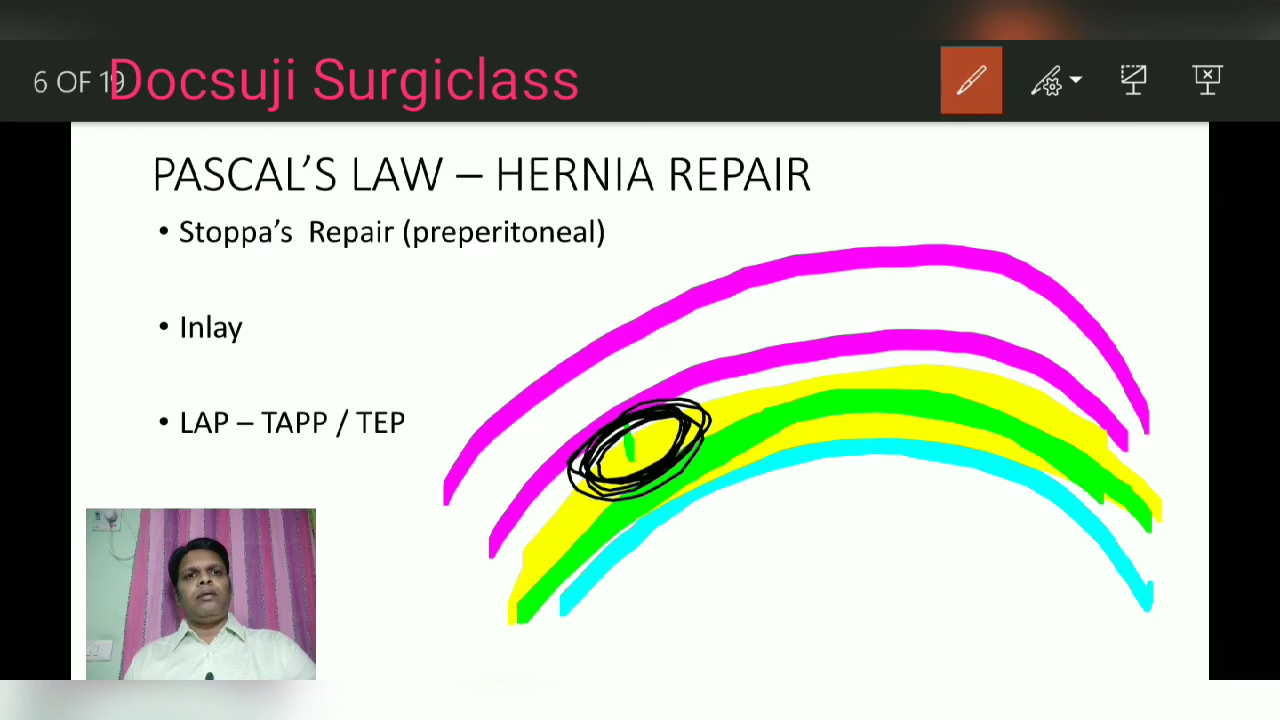 6 OF 19
Docsuji Surgiclass
PASCAL’S LAW – HERNIA REPAIR
• Stoppa’s Repair (preperitoneal)
• Inlay
• LAP – TAPP / TEP